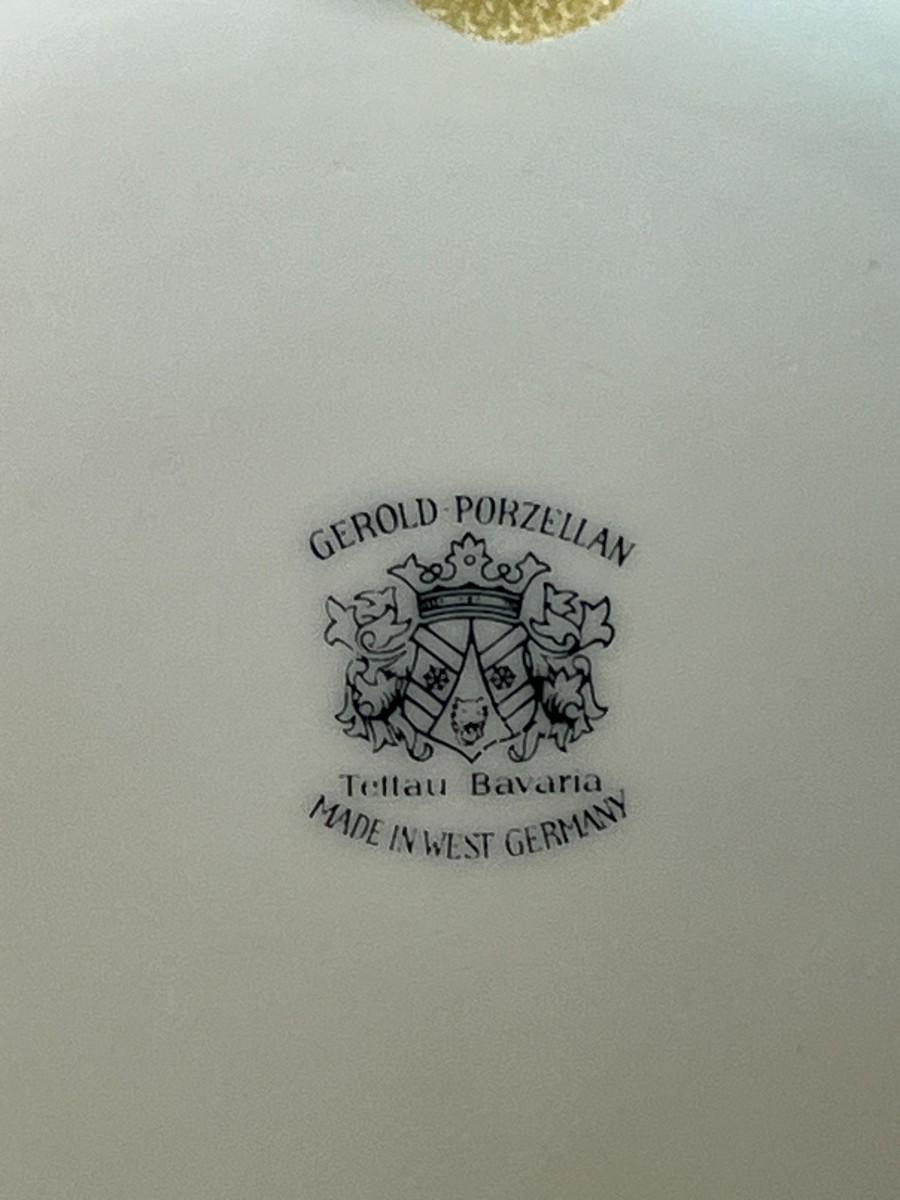 GEROLD · PORZELLAN
Tettau Bavaria
MADE IN WEST GERMANY